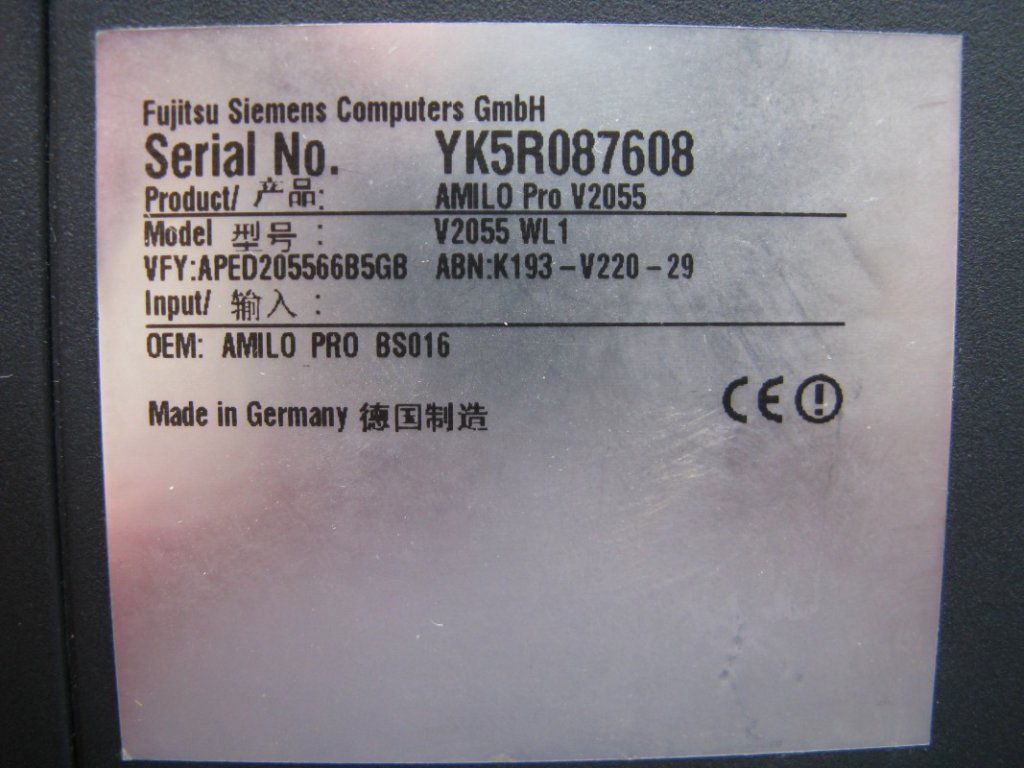 Fujitsu Siemens Computers GmbH
Serial No. YK5R087608
Product/ 产品: AMILO Pro V2055
Model 型号 : V2055 WL1
VFY:APED205566B5GB ABN:K193-V220-29
Input/ 输入 :
OEM: AMILO PRO BS016
Made in Germany 德国制造 CE